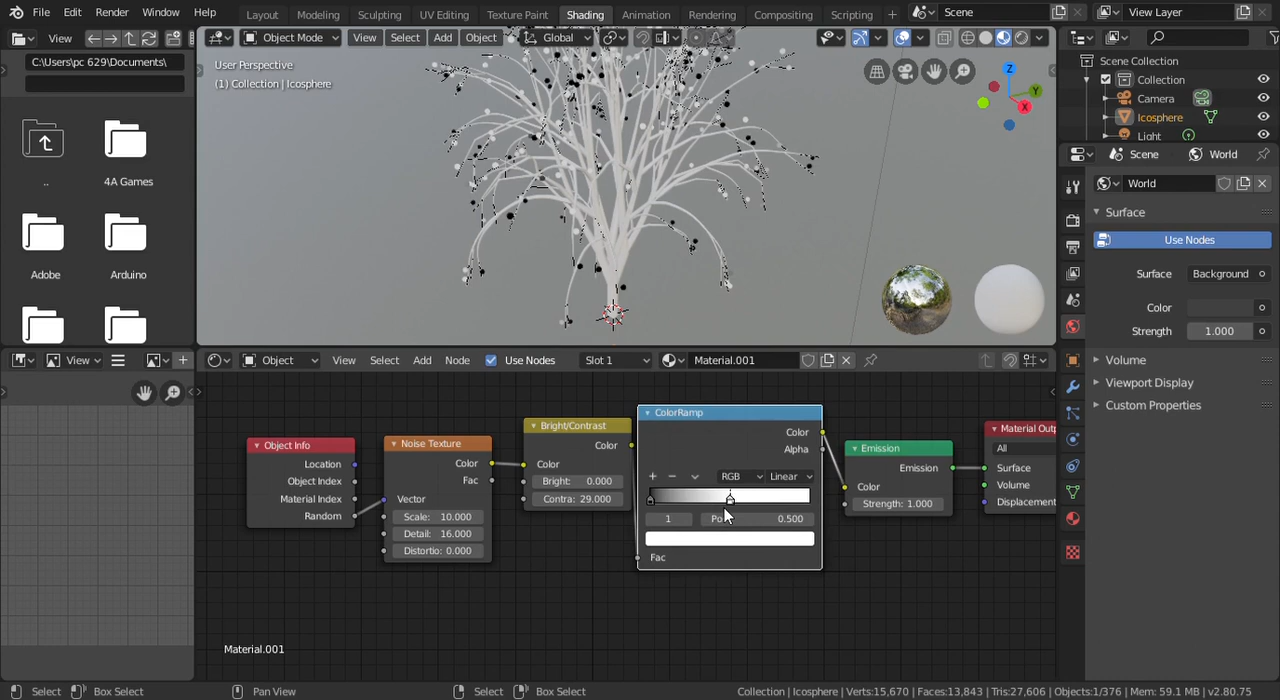 File Edit Render Window Help
Layout Modeling Sculpting UV Editing Texture Paint Shading Animation Rendering Compositing Scripting
Scene
View Layer
View
Object Mode View Select Add Object Global
C:\Users\pc 629\Documents\
..
4A Games
Adobe
Arduino
User Perspective
(1) Collection | Icosphere
Z
Y
X
Scene Collection
Collection
Camera
Icosphere
Light
Scene World
World
Surface
Use Nodes
Surface Background
Color
Strength 1.000
Volume
Viewport Display
Custom Properties
View
Object View Select Add Node Use Nodes Slot 1 Material.001
Object Info
Location
Object Index
Material Index
Random
Noise Texture
Color
Fac
Vector
Scale: 10.000
Detail: 16.000
Distortio: 0.000
Bright/Contrast
Color
Color
Bright: 0.000
Contra: 29.000
ColorRamp
Color
Alpha
RGB Linear
1 Po 0.500
Fac
Emission
Emission
Color
Strength: 1.000
Material Outp
All
Surface
Volume
Displacement
Material.001
Select Box Select Pan View Select Box Select
Collection | Icosphere | Verts:15,670 | Faces:13,843 | Tris:27,606 | Objects:1/376 | Mem: 59.1 MB | v2.80.75